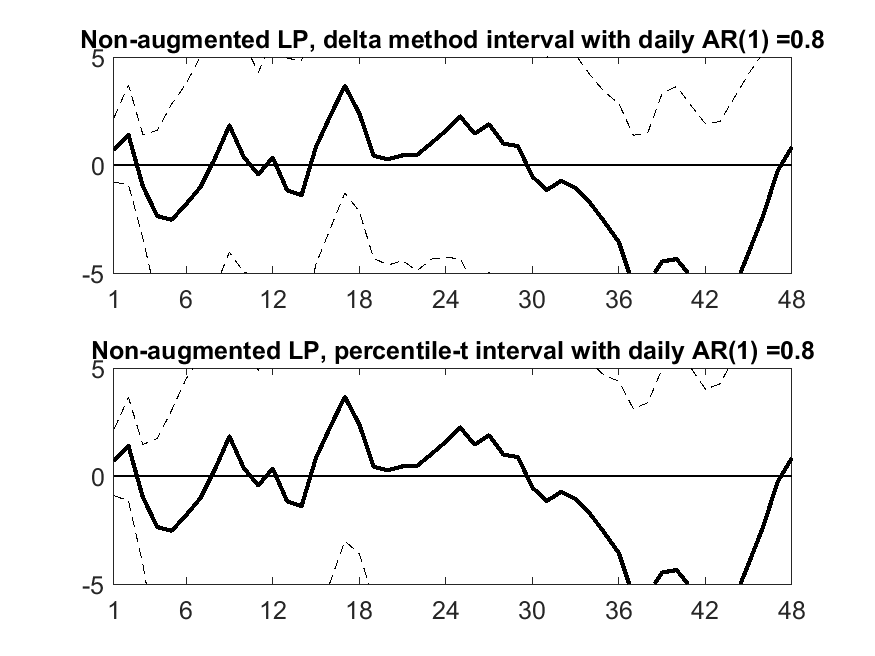 Non-augmented LP, delta method interval with daily AR(1) =0.8
5
0
-5
1 6 12 18 24 30 36 42 48
Non-augmented LP, percentile-t interval with daily AR(1) =0.8
5
0
-5
1 6 12 18 24 30 36 42 48